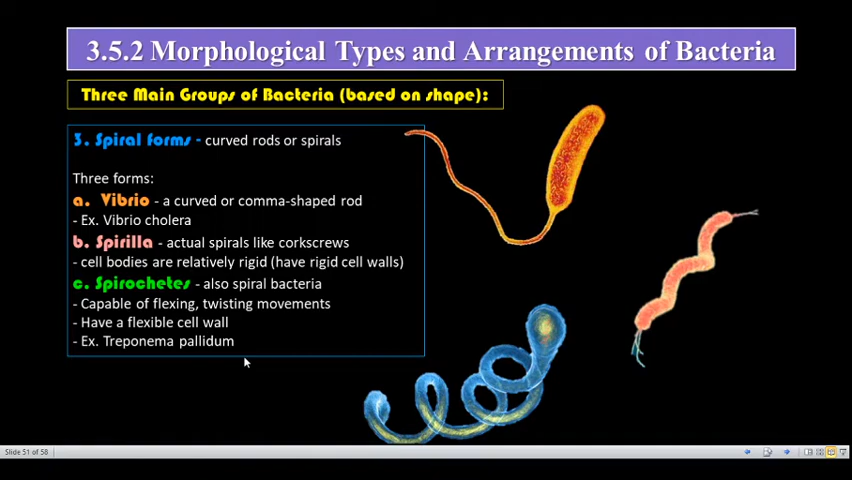 3.5.2 Morphological Types and Arrangements of Bacteria
Three Main Groups of Bacteria (based on shape):
3. Spiral forms - curved rods or spirals
Three forms:
a. Vibrio - a curved or comma-shaped rod
- Ex. Vibrio cholera
b. Spirilla - actual spirals like corkscrews
- cell bodies are relatively rigid (have rigid cell walls)
c. Spirochetes - also spiral bacteria
- Capable of flexing, twisting movements
- Have a flexible cell wall
- Ex. Treponema pallidum
Slide 51 of 58